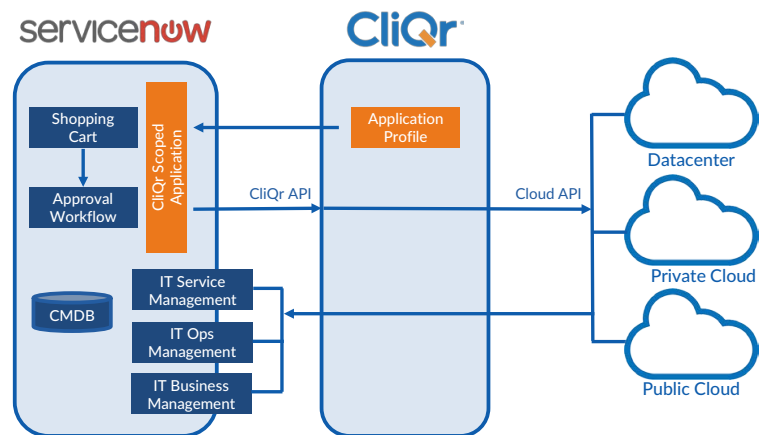 servicenow
CliQr
Shopping
Cart
Approval
Workflow
CliQr Scoped
Application
Application
Profile
CliQr API
Cloud API
Datacenter
Private Cloud
Public Cloud
CMDB
IT Service
Management
IT Ops
Management
IT Business
Management